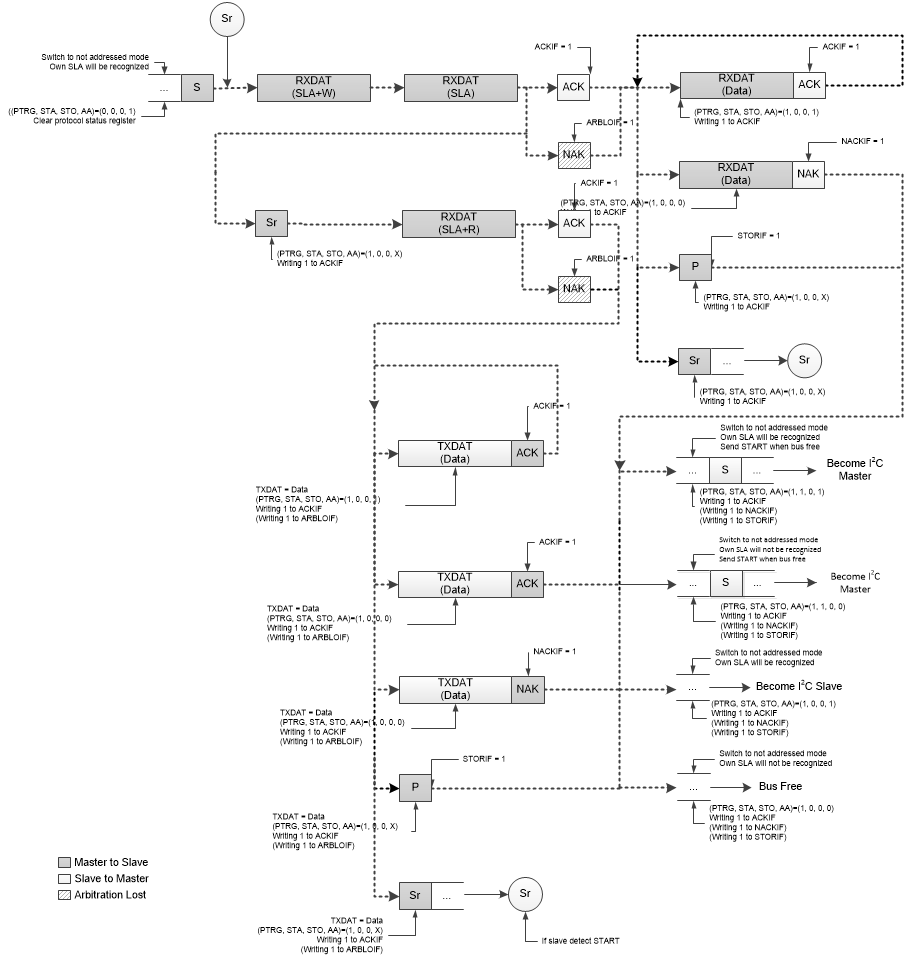 Sr
Switch to not addressed mode
Own SLA will be recognized
...
S
((PTRG, STA, STO, AA)=(0, 0, 0, 1)
Clear protocol status register
RXDAT
(SLA+W)
RXDAT
(SLA)
ACKIF = 1
ACK
ARBLOIF = 1
NAK
RXDAT
(Data)
ACK
ACKIF = 1
(PTRG, STA, STO, AA)=(1, 0, 0, 1)
Writing 1 to ACKIF
NACKIF = 1
RXDAT
(Data)
NAK
(PTRG, STA, STO, AA)=(1, 0, 0, 0)
to ACKIF
Sr
(PTRG, STA, STO, AA)=(1, 0, 0, X)
Writing 1 to ACKIF
RXDAT
(SLA+R)
ACKIF = 1
ACK
ARBLOIF = 1
NAK
STORIF = 1
P
(PTRG, STA, STO, AA)=(1, 0, 0, X)
Writing 1 to ACKIF
Sr
...
Sr
(PTRG, STA, STO, AA)=(1, 0, 0, X)
Writing 1 to ACKIF
ACKIF = 1
TXDAT
(Data)
ACK
TXDAT = Data
(PTRG, STA, STO, AA)=(1, 0, 0,
Writing 1 to ACKIF
(Writing 1 to ARBLOIF)
Switch to not addressed mode
Own SLA will be recognized
Send START when bus free
...
S
...
Become I²C
Master
(PTRG, STA, STO, AA)=(1, 1, 0, 1)
Writing 1 to ACKIF
(Writing 1 to NACKIF)
(Writing 1 to STORIF)
ACKIF = 1
TXDAT
(Data)
ACK
TXDAT = Data
(PTRG, STA, STO, AA)=(1, 0, 0, 0)
Writing 1 to ACKIF
(Writing 1 to ARBLOIF)
Switch to not addressed mode
Own SLA will not be recognized
Send START when bus free
...
S
...
Become I²C
Master
(PTRG, STA, STO, AA)=(1, 1, 0, 0)
Writing 1 to ACKIF
(Writing 1 to NACKIF)
(Writing 1 to STORIF)
NACKIF = 1
TXDAT
(Data)
NAK
TXDAT = Data
(PTRG, STA, STO, AA)=(1, 0, 0, 0)
Writing 1 to ACKIF
(Writing 1 to ARBLOIF)
Switch to not addressed mode
Own SLA will be recognized
...
Become I²C Slave
(PTRG, STA, STO, AA)=(1, 0, 0, 1)
Writing 1 to ACKIF
(Writing 1 to NACKIF)
(Writing 1 to STORIF)
STORIF = 1
P
TXDAT = Data
(PTRG, STA, STO, AA)=(1, 0, 0, X)
Writing 1 to ACKIF
(Writing 1 to ARBLOIF)
Switch to not addressed mode
Own SLA will not be recognized
...
Bus Free
(PTRG, STA, STO, AA)=(1, 0, 0, 0)
Writing 1 to ACKIF
(Writing 1 to NACKIF)
(Writing 1 to STORIF)
Master to Slave
Slave to Master
Arbitration Lost
Sr
...
Sr
TXDAT = Data
(PTRG, STA, STO, AA)=(1, 0, 0, X)
Writing 1 to ACKIF
(Writing 1 to ARBLOIF)
If slave detect START